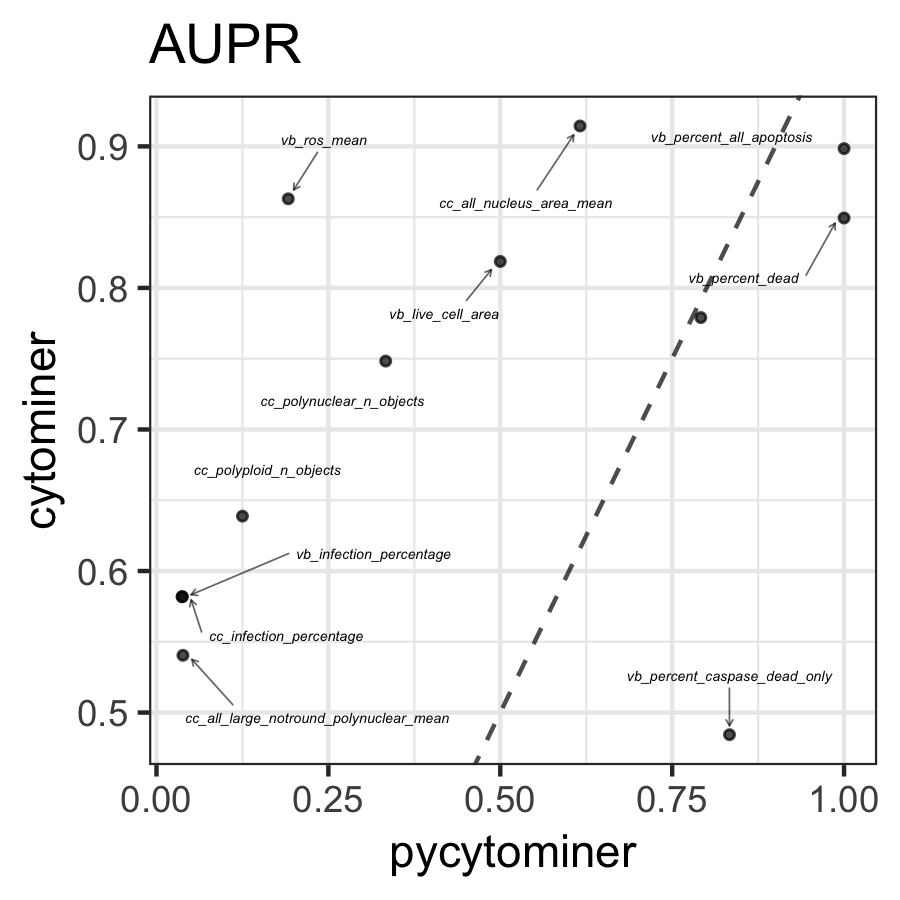 AUPR
cytominer
0.9
0.8
0.7
0.6
0.5
vb_ros_mean
vb_percent_all_apoptosis
cc_all_nucleus_area_mean
vb_percent_dead
vb_live_cell_area
cc_polynuclear_n_objects
cc_polyploid_n_objects
vb_infection_percentage
cc_infection_percentage
vb_percent_caspase_dead_only
cc_all_large_notround_polynuclear_mean
0.00 0.25 0.50 0.75 1.00
pycytominer